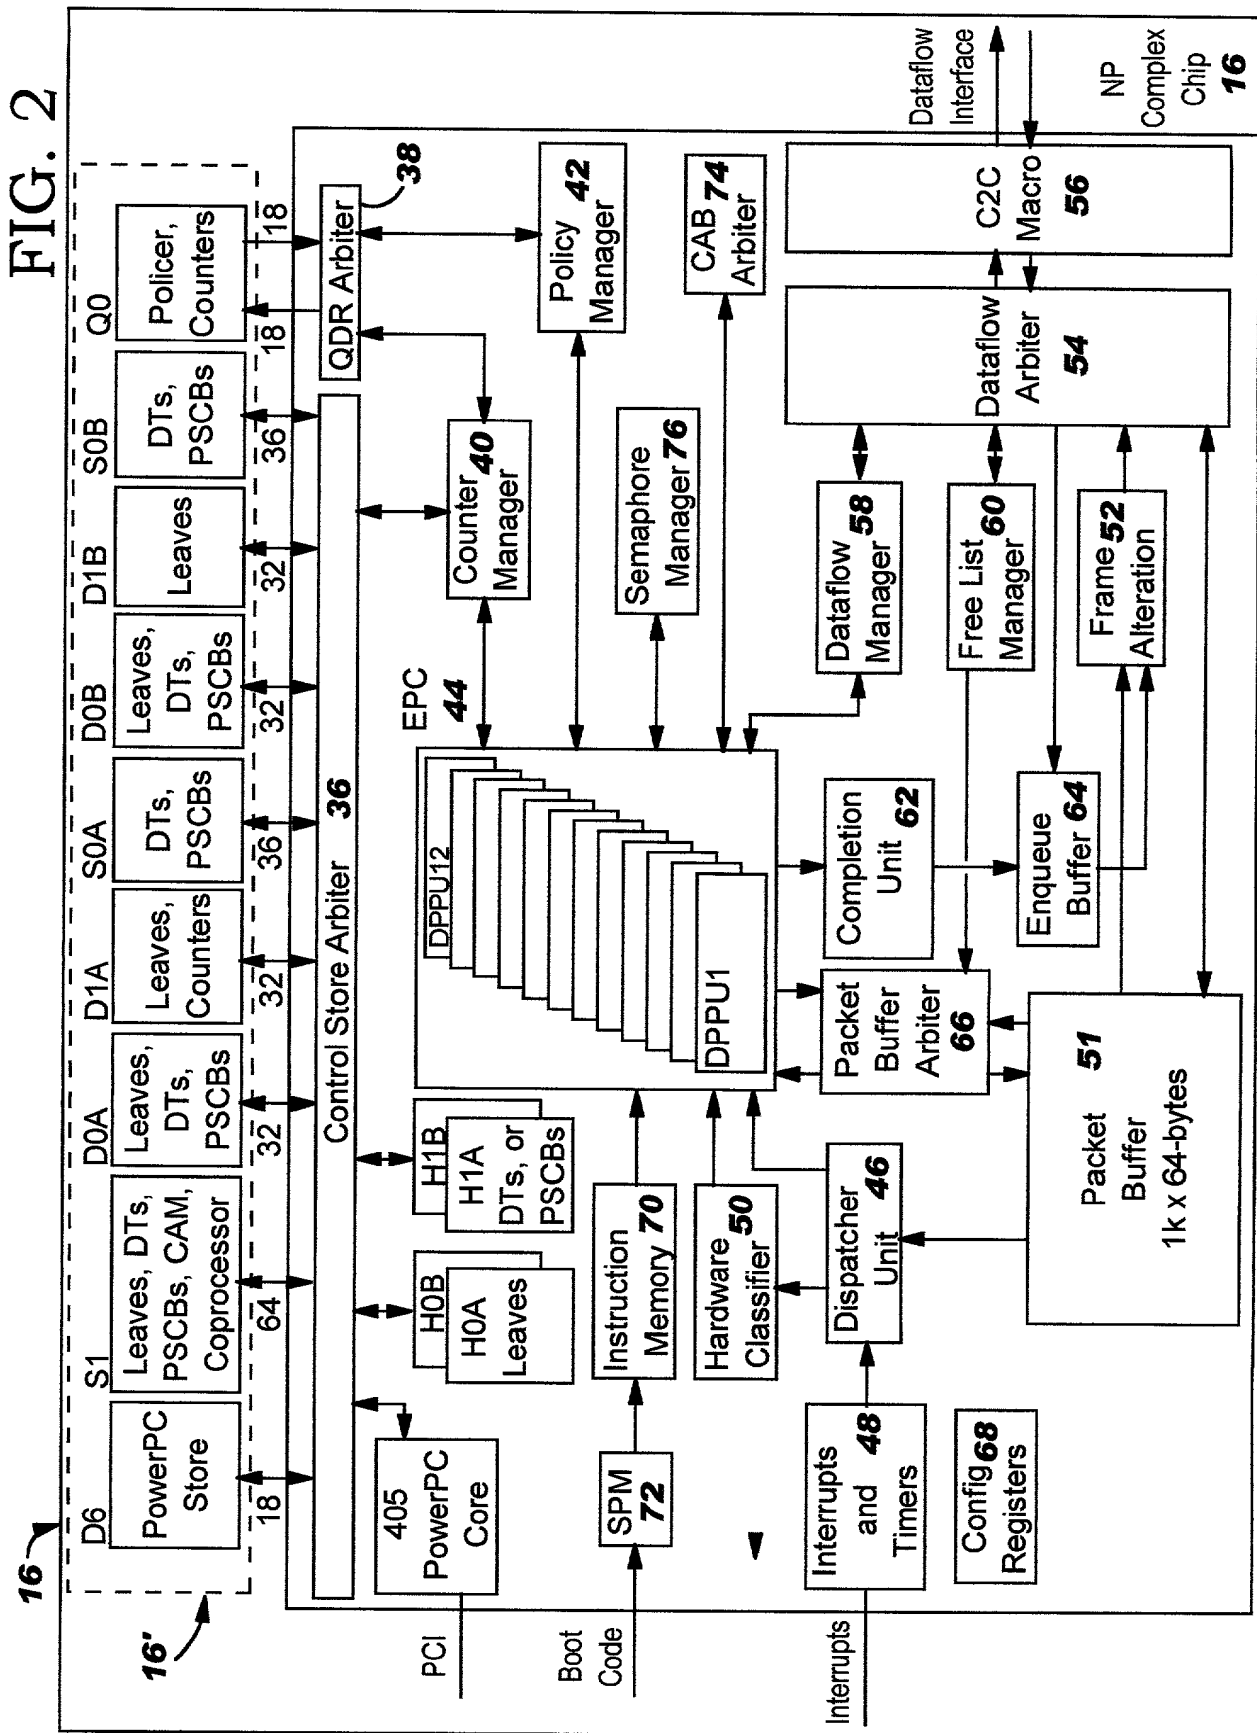 FIG. 2
16
16'
D6
S1
D0A
D1A
S0A
D0B
D1B
S0B
Q0
PowerPC
Store
Leaves, DTs,
PSCBs, CAM,
Coprocessor
Leaves,
DTs,
PSCBs
Leaves,
Counters
DTs,
PSCBs
Leaves,
DTs,
PSCBs
Leaves
DTs,
PSCBs
Policer,
Counters
18
64
32
32
36
32
32
36
18
18
Control Store Arbiter 36
QDR Arbiter
38
PCI
405
PowerPC
Core
H0B
H0A
Leaves
H1B
H1A
DTs, or
PSCBs
EPC
44
Counter
Manager
40
Policy
Manager
42
Boot
Code
SPM
72
Instruction
Memory
70
DPPU12
DPPU1
Semaphore
Manager
76
CAB
Arbiter
74
Hardware
Classifier
50
Interrupts
Interrupts
and
Timers
48
Dispatcher
Unit
46
Packet
Buffer
Arbiter
66
Completion
Unit
62
Dataflow
Manager
58
Dataflow
Arbiter
54
C2C
Macro
56
Dataflow
Interface
Config
Registers
68
Enqueue
Buffer
64
Free List
Manager
60
Frame
Alteration
52
Packet
Buffer
1k x 64-bytes
51
NP
Complex
Chip
16